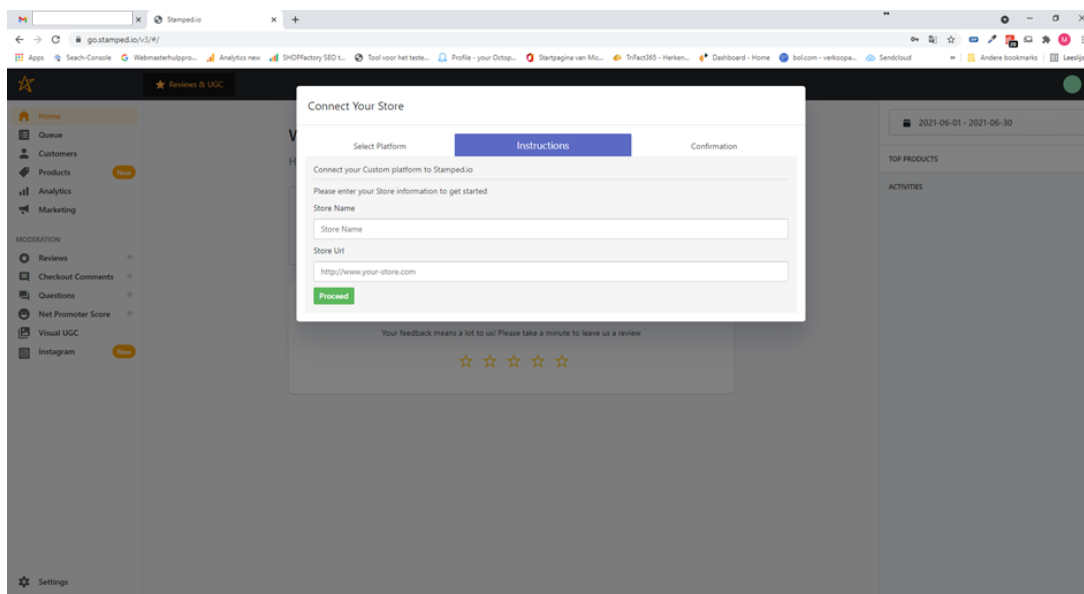 Stamped.io
go.stamped.io/v3/#/
Apps
Seach-Console
Webmasterhulppro...
Analytics new
SHOPFactory SEO t...
Tool voor het teste...
Profile - your Octop...
Startpagina van Mic...
TriFact365 - Herken...
Dashboard - Home
bol.com - verkoopa...
Sendcloud
»
Andere bookmarks
Leeslijs
Reviews & UGC
Home
Queue
Customers
Products New
Analytics
Marketing
MODERATION
Reviews
Checkout Comments
Questions
Net Promoter Score
Visual UGC
Instagram New
Settings
W
H
Connect Your Store
Select Platform
Instructions
Confirmation
Connect your Custom platform to Stamped.io
Please enter your Store information to get started
Store Name
Store Name
Store Url
http://www.your-store.com
Proceed
Your feedback means a lot to us! Please take a minute to leave us a review
2021-06-01 - 2021-06-30
TOP PRODUCTS
ACTIVITIES